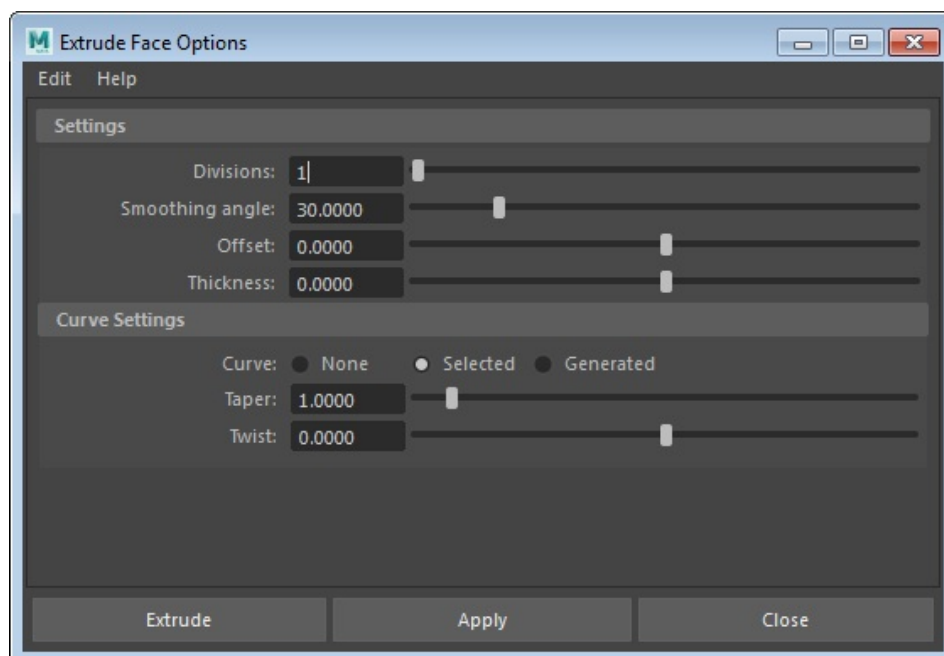 Extrude Face Options
Edit Help
Settings
Divisions: 1
Smoothing angle: 30.0000
Offset: 0.0000
Thickness: 0.0000
Curve Settings
Curve: None Selected Generated
Taper: 1.0000
Twist: 0.0000
Extrude Apply Close